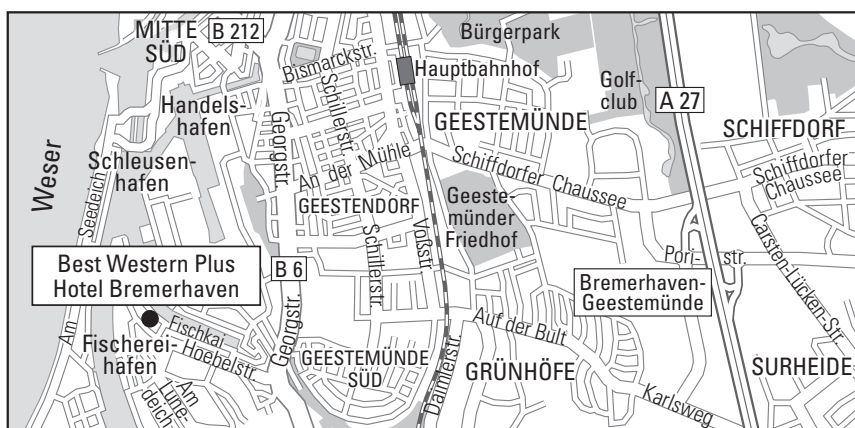 MITTE
SÜD
B 212
Bürgerpark
Bismarckstr.
Hauptbahnhof
Golf-
club
A 27
Handels-
hafen
Schillerstr.
GEESTEMÜNDE
SCHIFFDORF
Georgstr.
An der Mühle
Schleusen-
hafen
Schiffdorfer Chaussee
Schiffdorfer
Chaussee
Weser
Seedeich
GEESTENDORF
Geeste-
münder
Friedhof
Voßstr.
Schillerstr.
Carsten-Lücken-Str.
Pori-
str.
Best Western Plus
Hotel Bremerhaven
B 6
Bremerhaven-
Geestemünde
Am
Fischkai
Fischerei-
hafen
Hoebelstr.
Georgstr.
Auf der Bult
GEESTEMÜNDE
SÜD
Daimlerstr.
GRÜNHÖFE
SURHEIDE
Am
Lune-
deich
Karlsweg